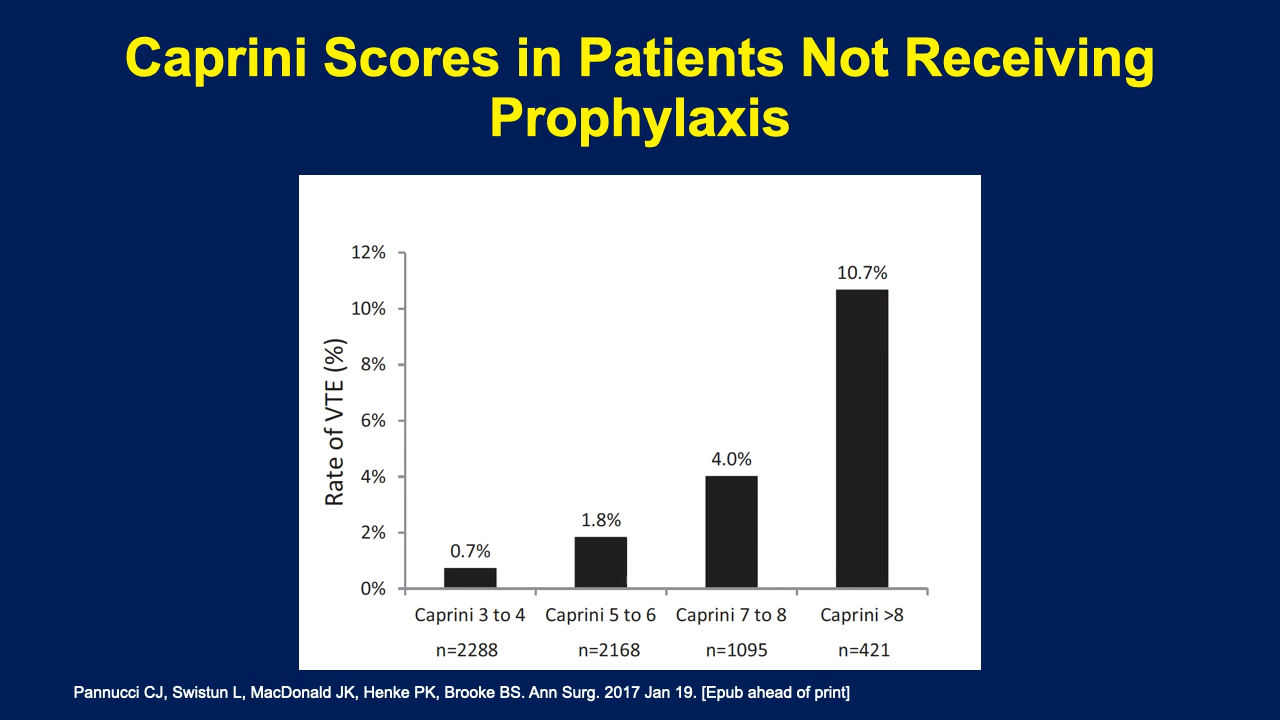 Caprini Scores in Patients Not Receiving
Prophylaxis
12%
10%
8%
6%
4%
2%
0%
Rate of VTE (%)
0.7%
1.8%
4.0%
10.7%
Caprini 3 to 4 Caprini 5 to 6 Caprini 7 to 8 Caprini >8
n=2288 n=2168 n=1095 n=421
Pannucci CJ, Swistun L, MacDonald JK, Henke PK, Brooke BS. Ann Surg. 2017 Jan 19. [Epub ahead of print]